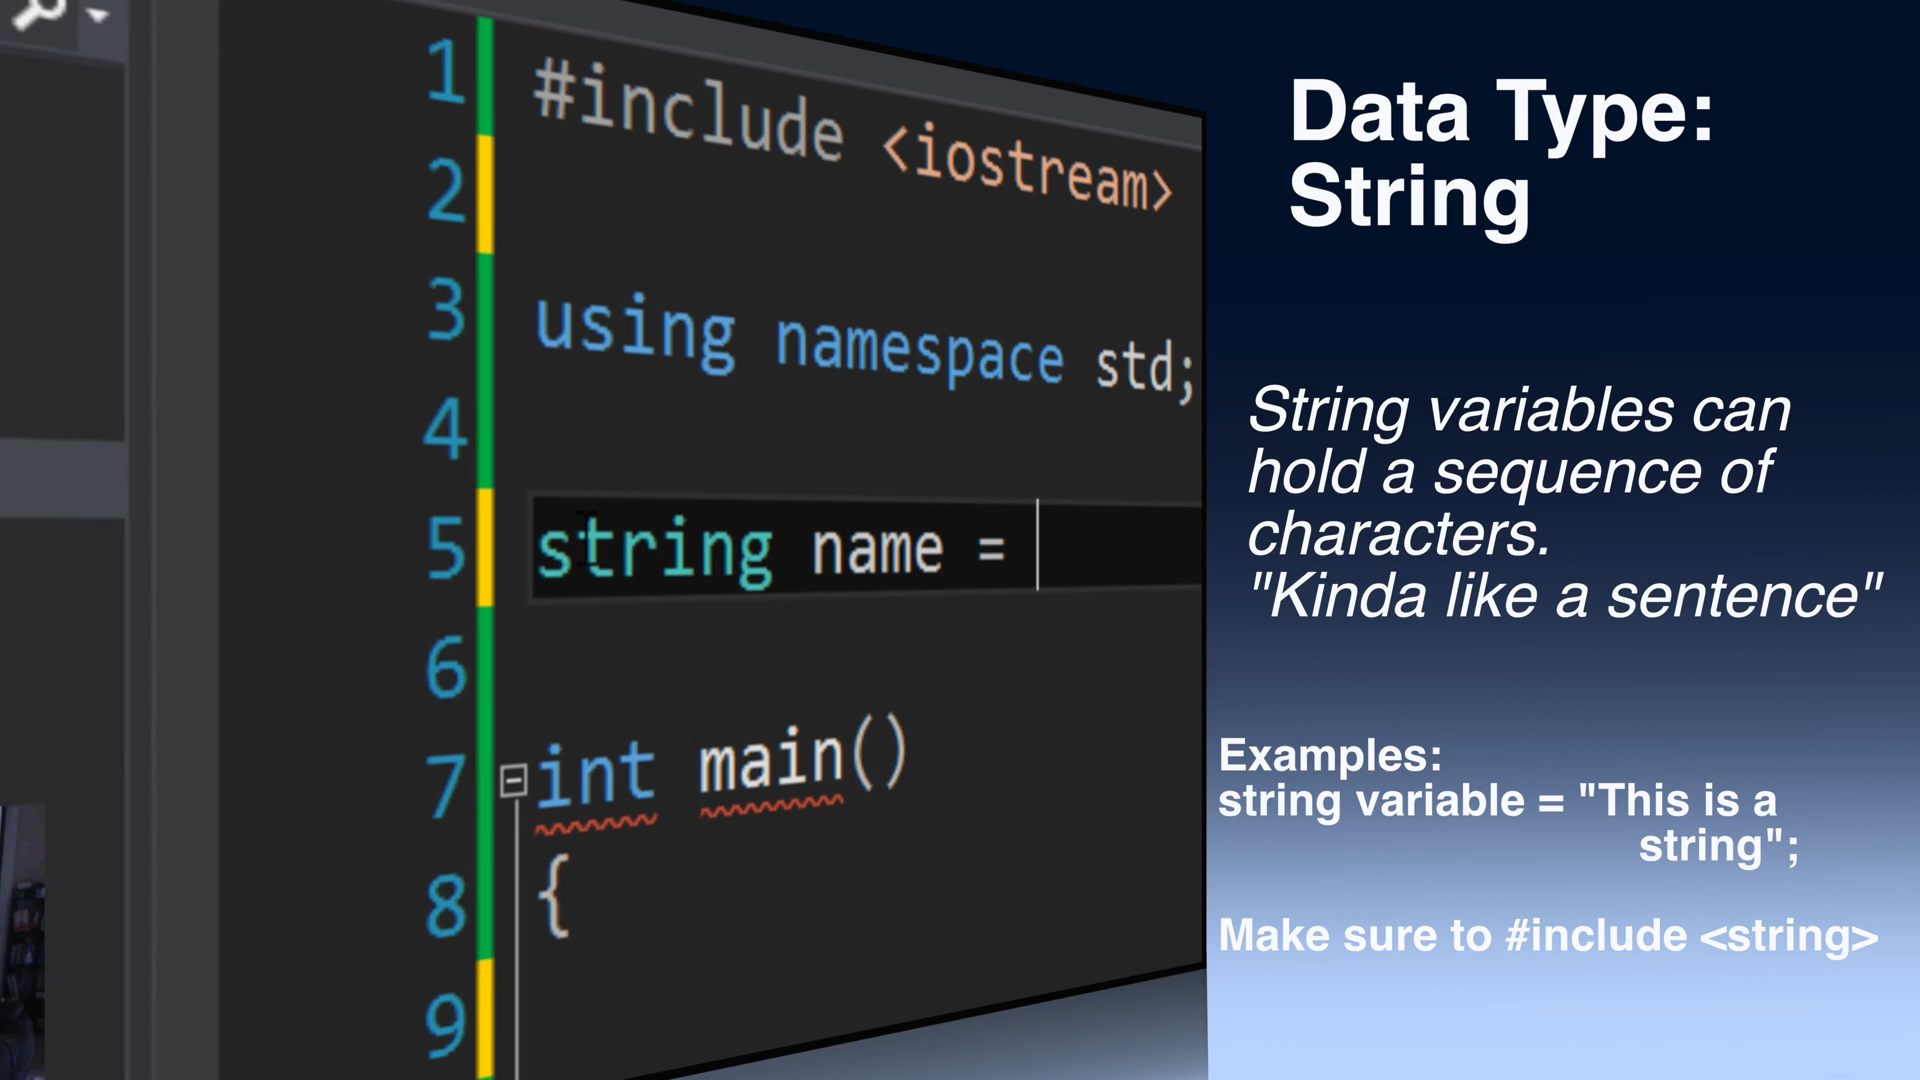 1 #include <iostream>
2
3 using namespace std;
4
5 string name =
6
7 int main()
8 {
9
Data Type:
String
String variables can
hold a sequence of
characters.
"Kinda like a sentence"
Examples:
string variable = "This is a
string";
Make sure to #include <string>